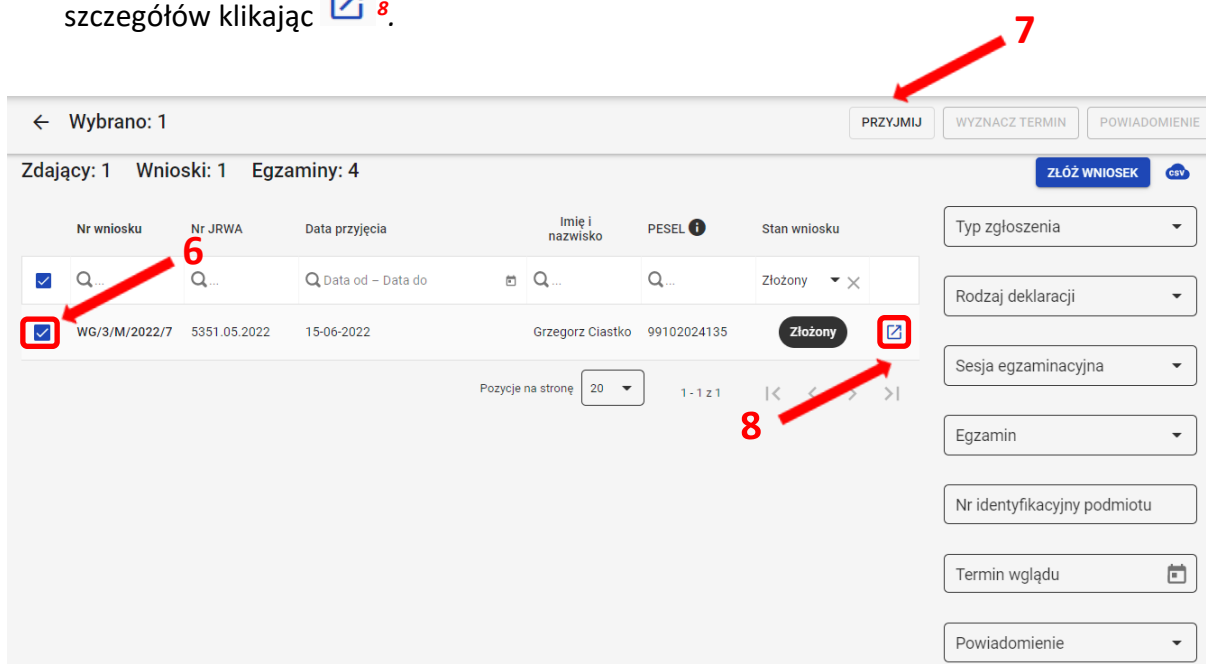 szczegółów klikając 8.
7
← Wybrano: 1 PRZYJMIJ WYZNACZ TERMIN POWIADOMIENIE
Zdający: 1 Wnioski: 1 Egzaminy: 4 ZŁÓŻ WNIOSEK CSV
Nr wniosku Nr JRWA Data przyjęcia Imię i nazwisko PESEL Stan wniosku
6
... ... Data od – Data do ... ... Złożony
WG/3/M/2022/7 5351.05.2022 15-06-2022 Grzegorz Ciastko 99102024135 Złożony
Pozycje na stronę 20 1 - 1 z 1
8
Typ zgłoszenia
Rodzaj deklaracji
Sesja egzaminacyjna
Egzamin
Nr identyfikacyjny podmiotu
Termin wglądu
Powiadomienie